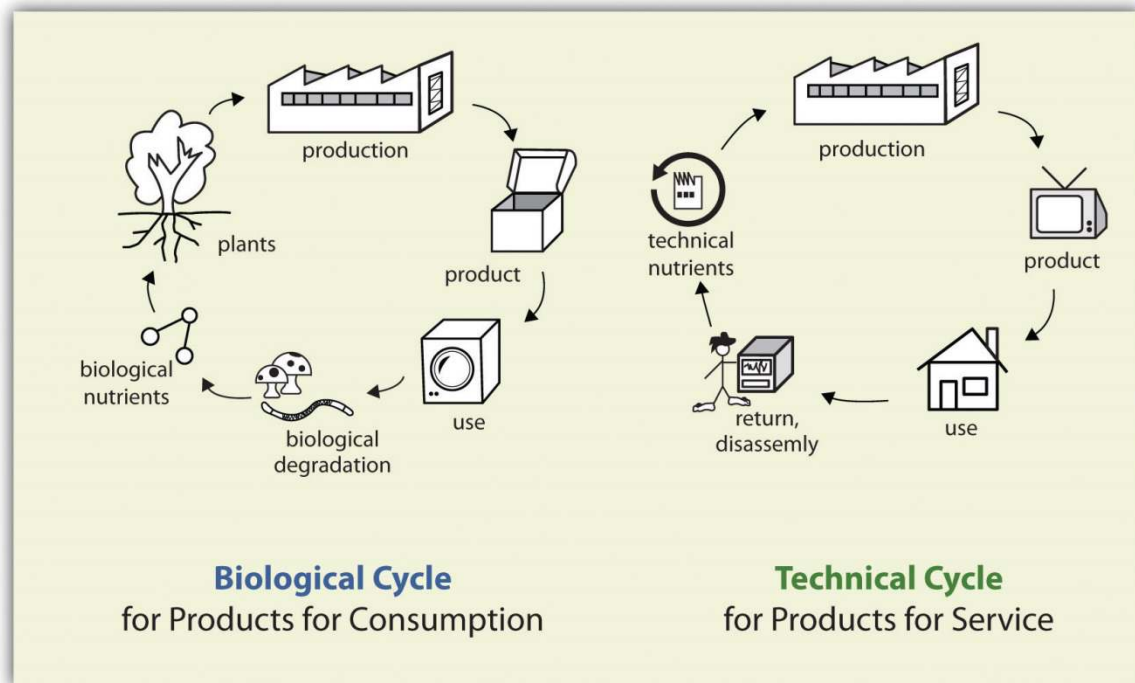 production
plants
product
use
biological
degradation
biological
nutrients
Biological Cycle
for Products for Consumption
production
product
use
return,
disassemly
technical
nutrients
Technical Cycle
for Products for Service